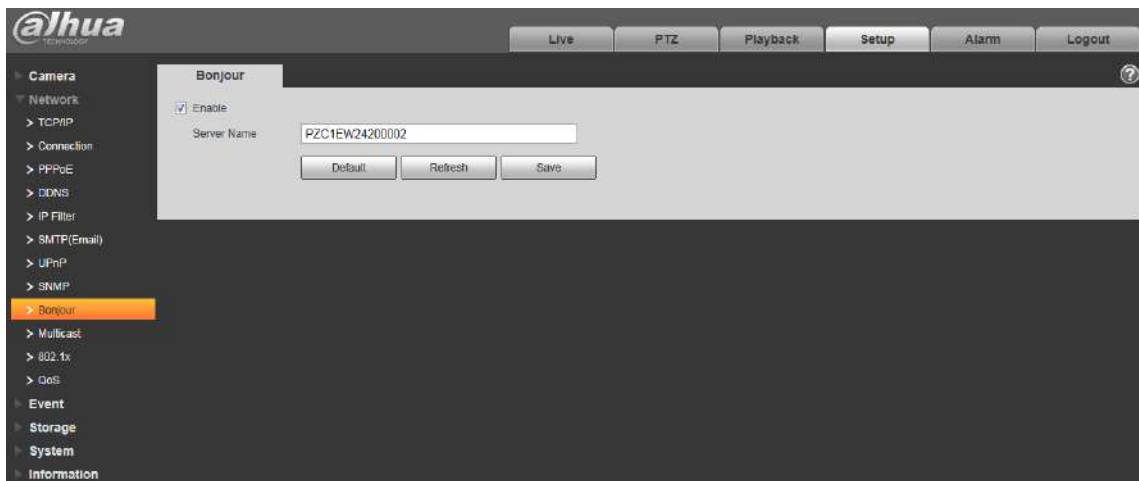 alhua
TECHNOLOGY
Live PTZ Playback Setup Alarm Logout
Camera
Network
> TCP/IP
> Connection
> PPPoE
> DDNS
> IP Filter
> SMTP(Email)
> UPnP
> SNMP
> Bonjour
> Multicast
> 802.1x
> QoS
Event
Storage
System
Information
Bonjour ?
Enable
Server Name PZC1EW24200002
Default Refresh Save